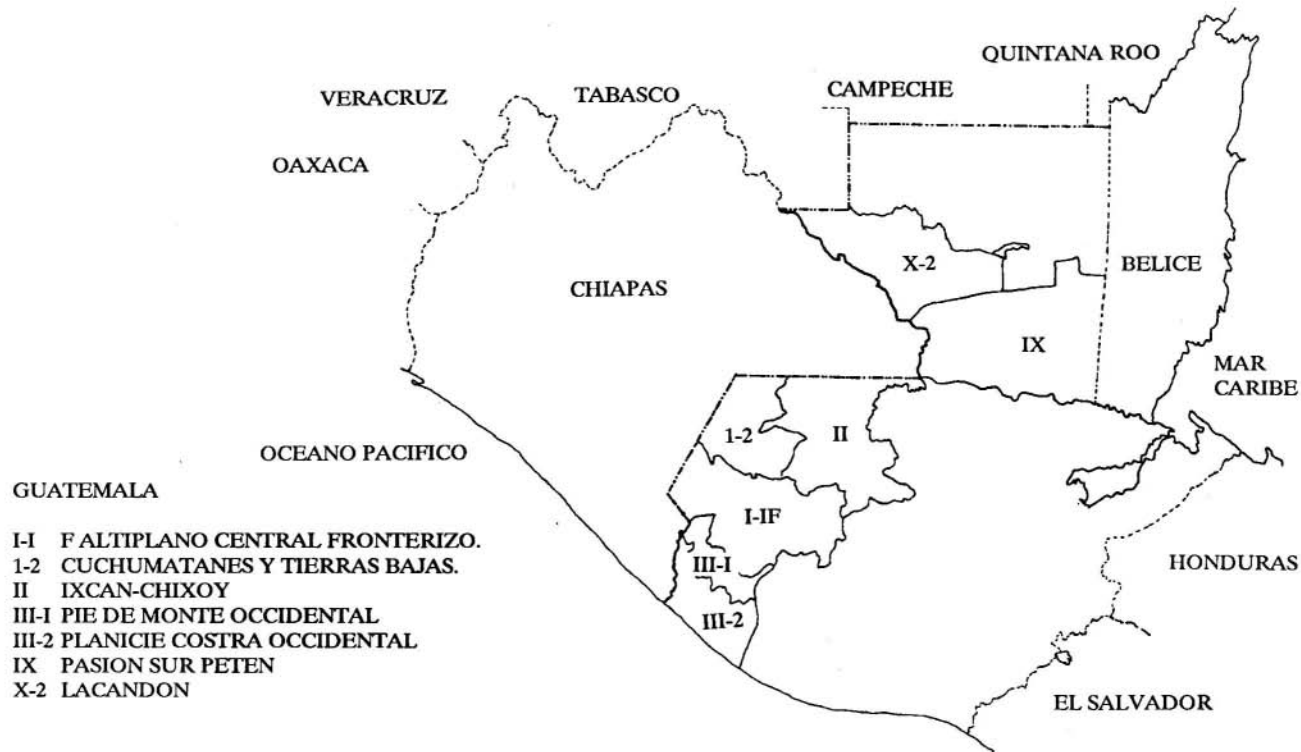 QUINTANA ROO
CAMPECHE
TABASCO
VERACRUZ
OAXACA
X-2
BELICE
CHIAPAS
IX
MAR
CARIBE
1-2
II
OCEANO PACIFICO
I-IF
III-I
III-2
HONDURAS
EL SALVADOR
GUATEMALA
I-I F ALTIPLANO CENTRAL FRONTERIZO.
1-2 CUCHUMATANES Y TIERRAS BAJAS.
II IXCAN-CHIXOY
III-I PIE DE MONTE OCCIDENTAL
III-2 PLANICIE COSTRA OCCIDENTAL
IX PASION SUR PETEN
X-2 LACANDON